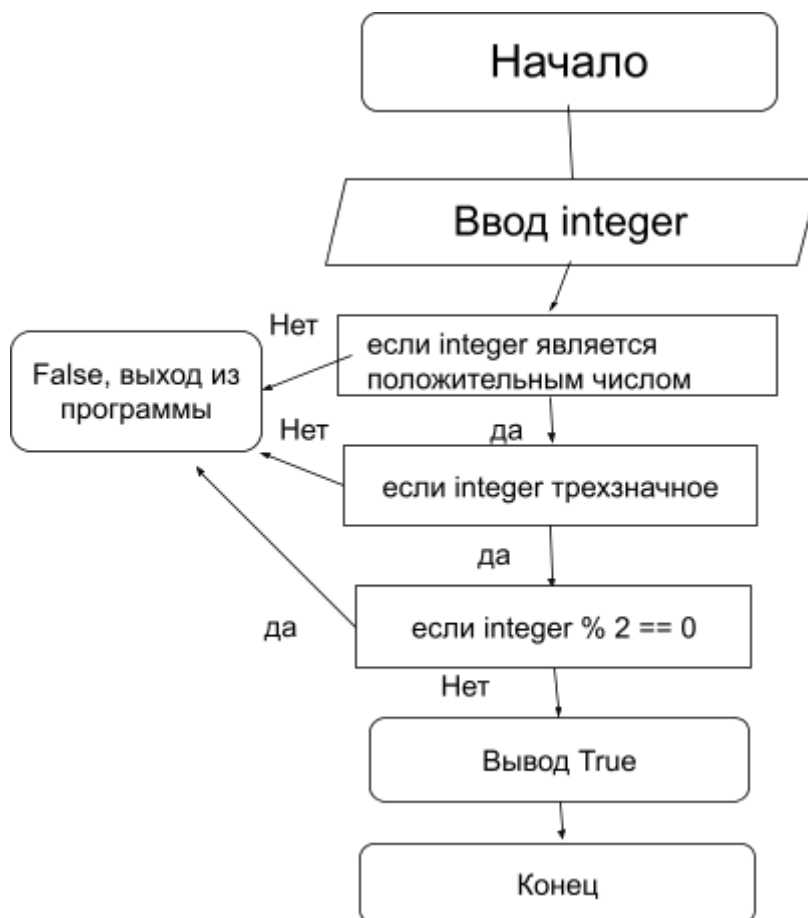 Начало
Ввод integer
Нет
если integer является
положительным числом
False, выход из
программы
Нет
да
если integer трехзначное
да
да
если integer % 2 == 0
Нет
Вывод True
Конец